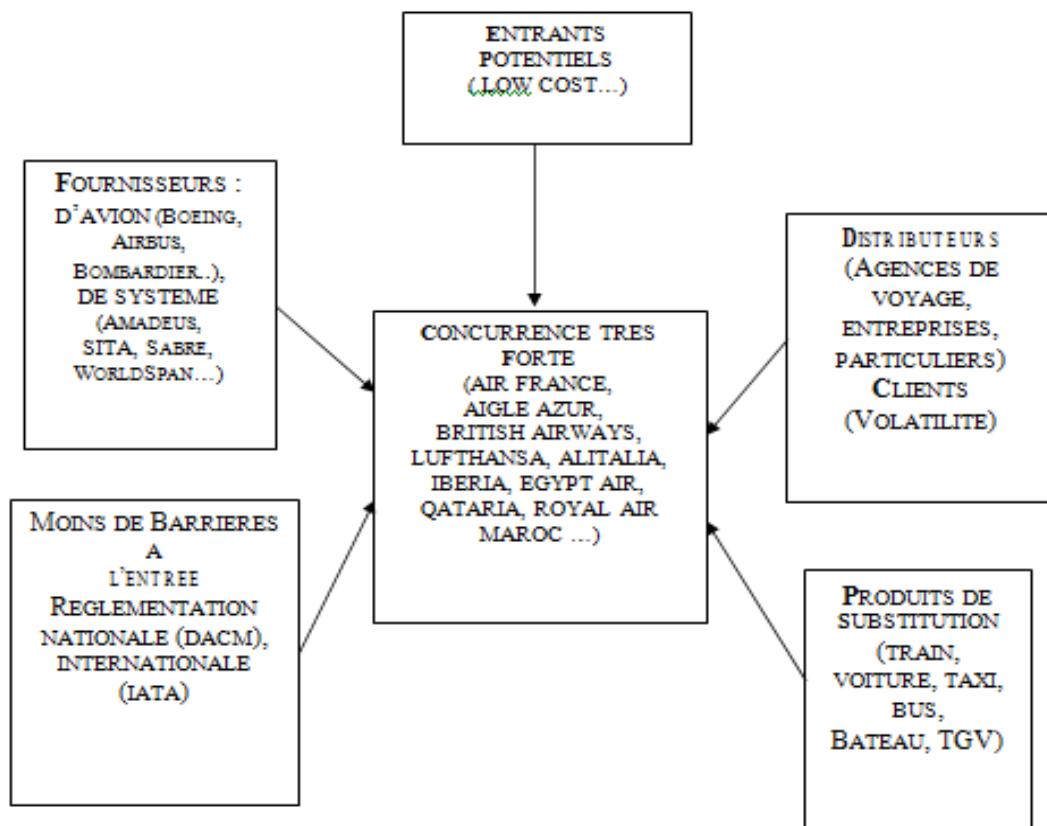 ENTRANTS
POTENTIELS
( LOW COST…)
FOURNISSEURS :
D'AVION (BOEING,
AIRBUS,
BOMBARDIER..),
DE SYSTEME
(AMADEUS,
SITA, SABRE,
WORLDSPAN…)
DISTRIBUTEURS
(AGENCES DE
VOYAGE,
ENTREPRISES,
PARTICULIERS)
CLIENTS
(VOLATILITE)
CONCURRENCE TRES
FORTE
(AIR FRANCE,
AIGLE AZUR,
BRITISH AIRWAYS,
LUFTHANSA, ALITALIA,
IBERIA, EGYPT AIR,
QATARIA, ROYAL AIR
MAROC …)
MOINS DE BARRIERES
A
L'ENTREE
REGLEMENTATION
NATIONALE (DACM),
INTERNATIONALE
(IATA)
PRODUITS DE
SUBSTITUTION
(TRAIN,
VOITURE, TAXI,
BUS,
BATEAU, TGV)